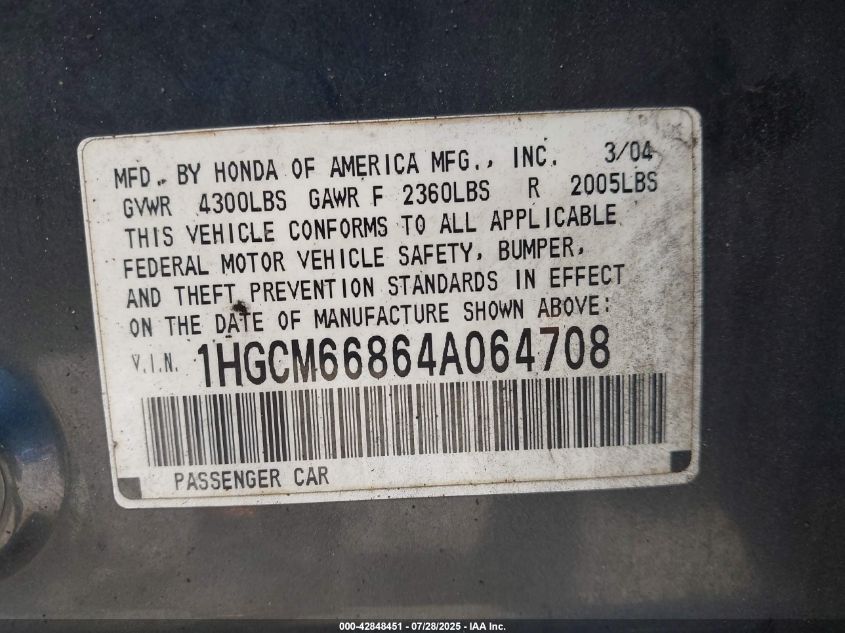 MFD. BY HONDA OF AMERICA MFG., INC. 3/04
GVWR 4300LBS GAWR F 2360LBS R 2005LBS
THIS VEHICLE CONFORMS TO ALL APPLICABLE
FEDERAL MOTOR VEHICLE SAFETY, BUMPER,
AND THEFT PREVENTION STANDARDS IN EFFECT
ON THE DATE OF MANUFACTURE SHOWN ABOVE:
V.I.N. 1HGCM66864A064708
PASSENGER CAR
000-42848451 - 07/28/2025 - IAA Inc.